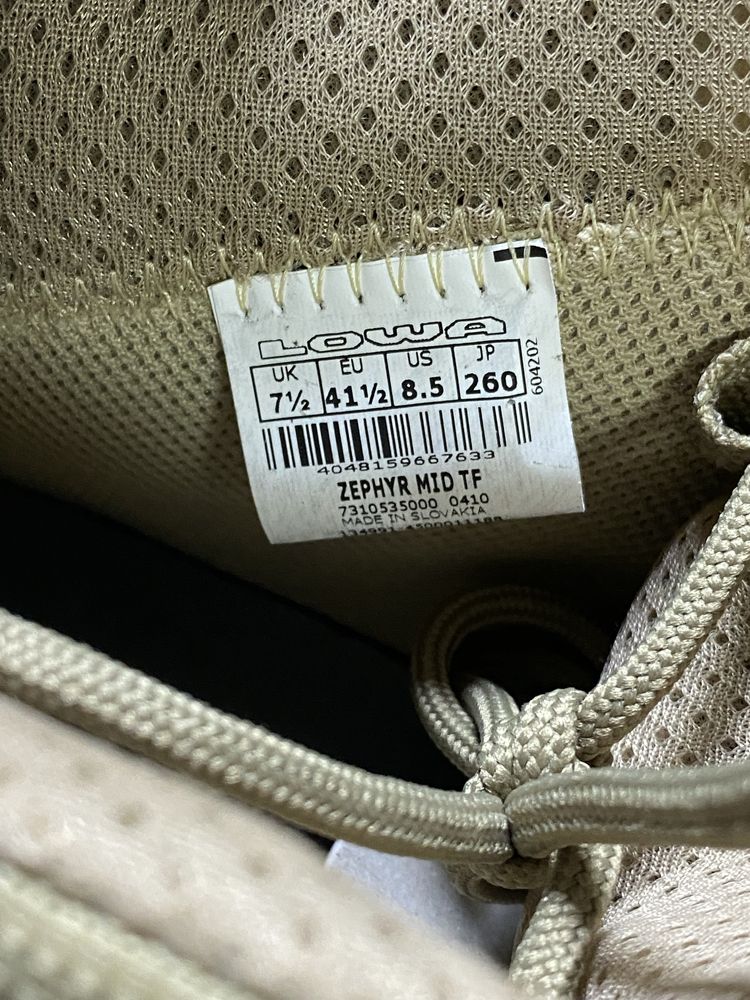 LOWA
UK EU US JP
7½ 41½ 8.5 260
604202
4048159667633
ZEPHYR MID TF
7310535000 0410
MADE IN SLOVAKIA